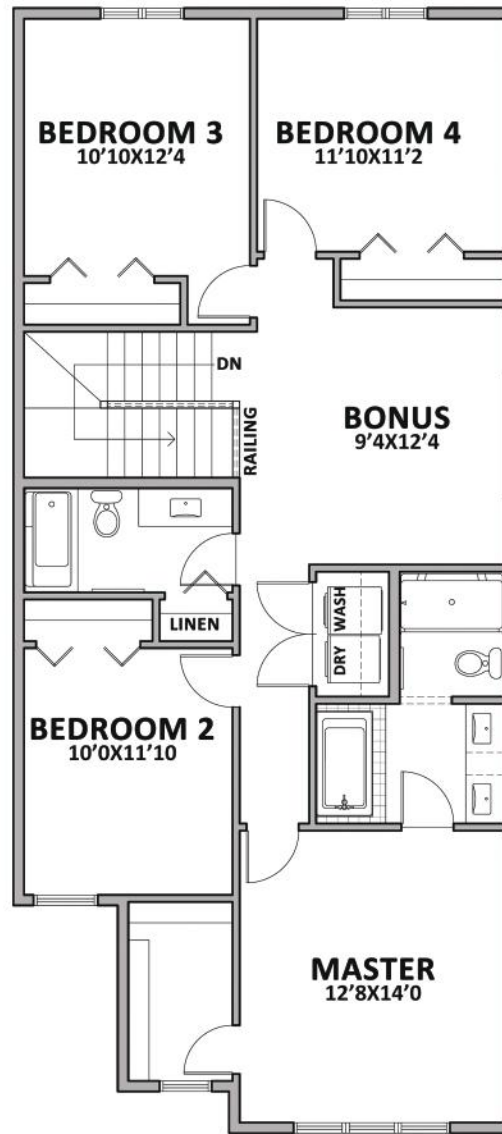 BEDROOM 3
10'10X12'4
BEDROOM 4
11'10X11'2
DN
RAILING
BONUS
9'4X12'4
WASH
DRY
LINEN
BEDROOM 2
10'0X11'10
MASTER
12'8X14'0